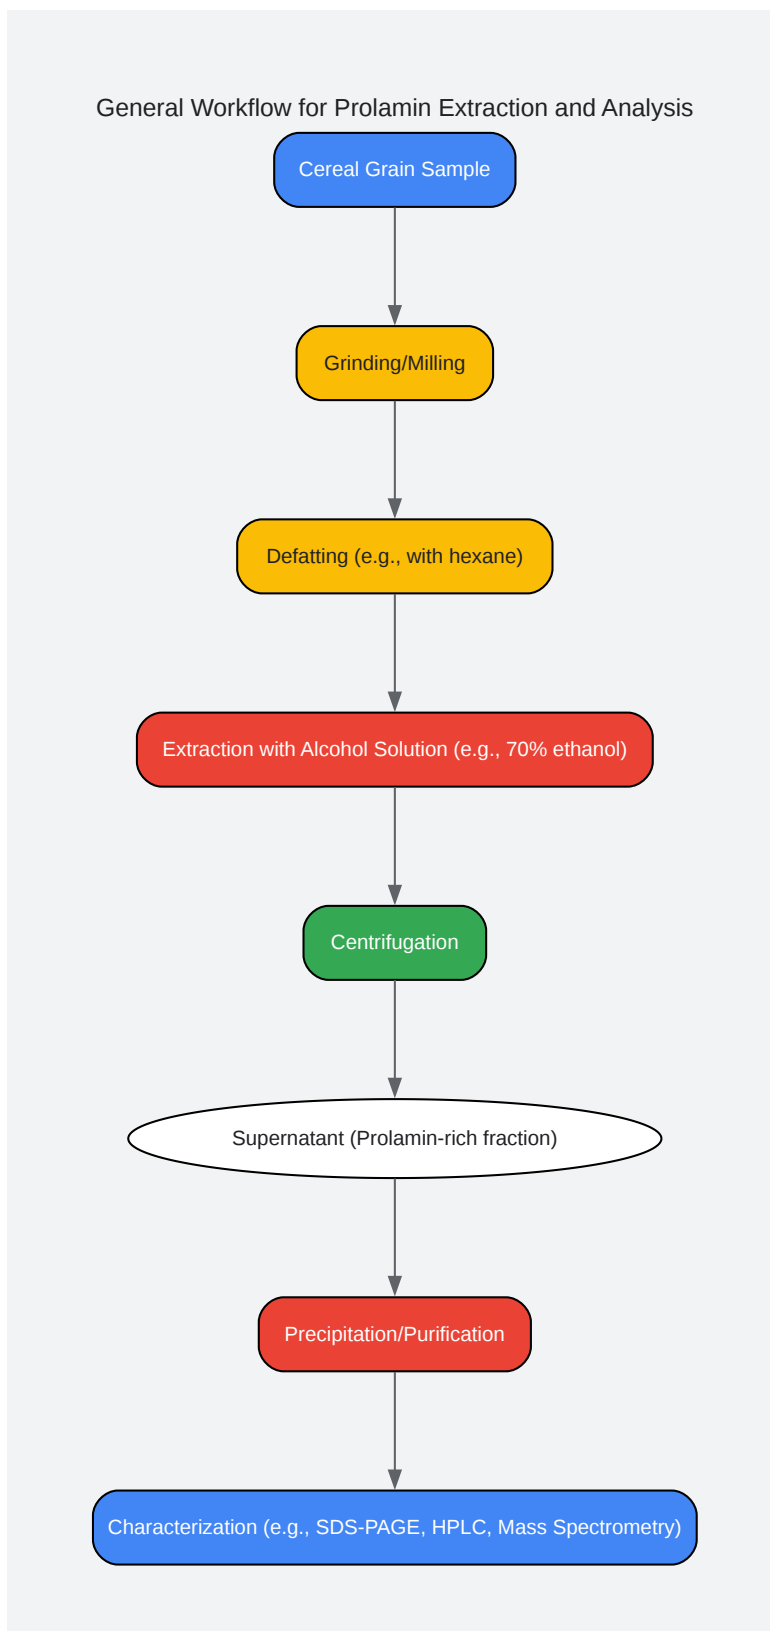 General Workflow for Prolamin Extraction and Analysis
Cereal Grain Sample
Grinding/Milling
Defatting (e.g., with hexane)
Extraction with Alcohol Solution (e.g., 70% ethanol)
Centrifugation
Supernatant (Prolamin-rich fraction)
Precipitation/Purification
Characterization (e.g., SDS-PAGE, HPLC, Mass Spectrometry)